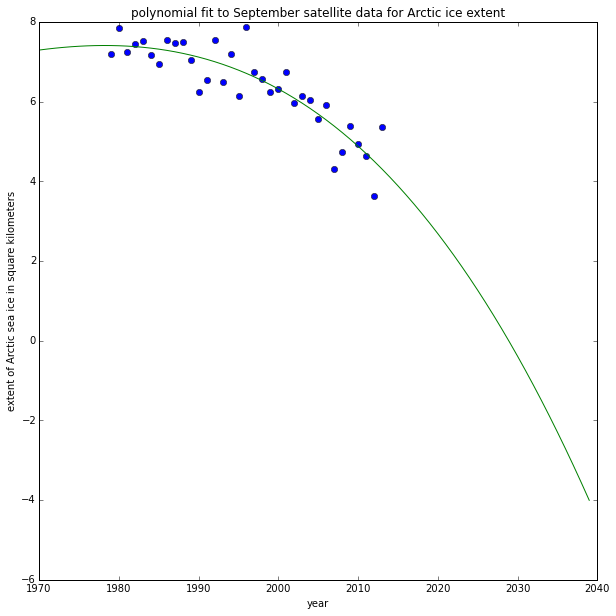 polynomial fit to September satellite data for Arctic ice extent
8
6
4
2
0
−2
−4
−6
extent of Arctic sea ice in square kilometers
1970 1980 1990 2000 2010 2020 2030 2040
year